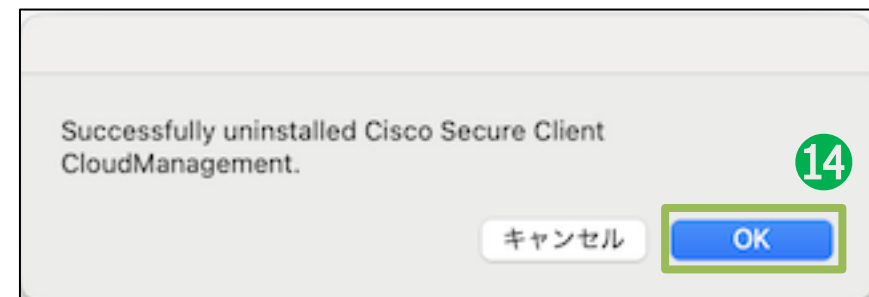 Successfully uninstalled Cisco Secure Client
CloudManagement.
14
キャンセル OK